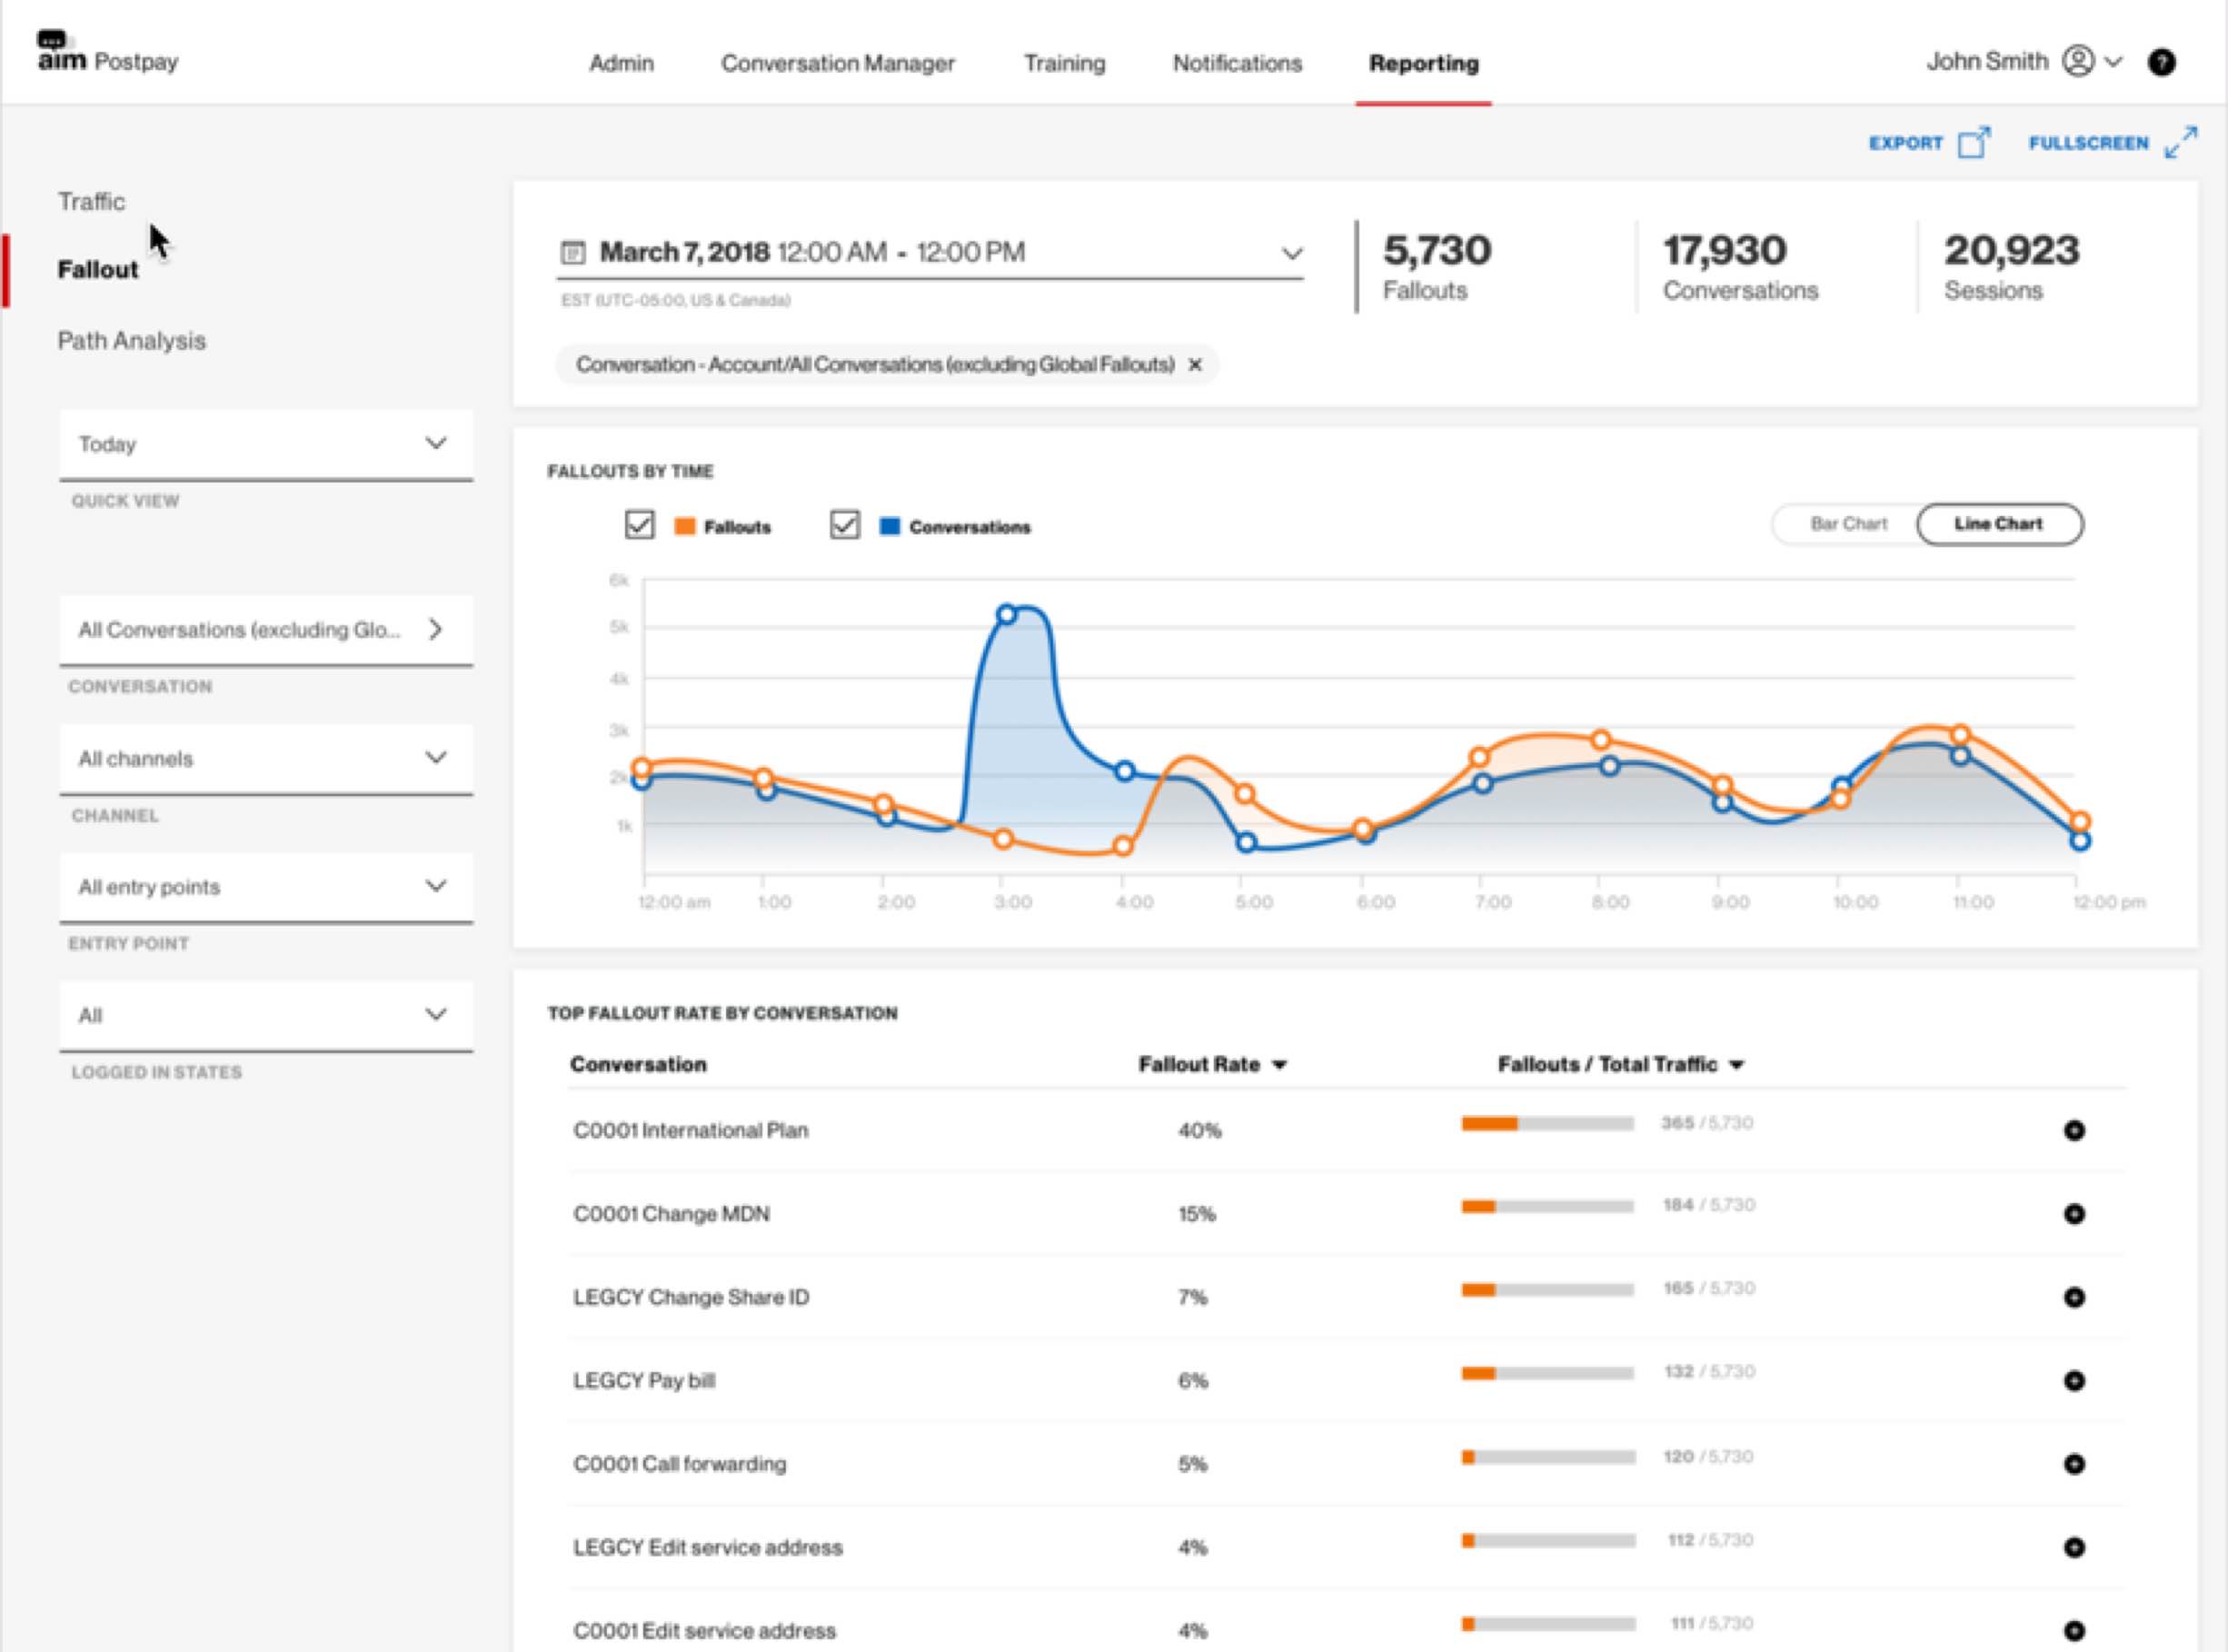 aim Postpay
Admin
Conversation Manager
Training
Notifications
Reporting
John Smith
?
EXPORT
FULLSCREEN
Traffic
Fallout
Path Analysis
Today
QUICK VIEW
All Conversations (excluding Glo...
CONVERSATION
All channels
CHANNEL
All entry points
ENTRY POINT
All
LOGGED IN STATES
March 7, 2018 12:00 AM - 12:00 PM
EST (UTC-05:00, US & Canada)
5,730
Fallouts
17,930
Conversations
20,923
Sessions
Conversation - Account/All Conversations (excluding Global Fallouts) ×
FALLOUTS BY TIME
Fallouts
Conversations
Bar Chart
Line Chart
6k
5k
4k
3k
2k
1k
12:00 am 1:00 2:00 3:00 4:00 5:00 6:00 7:00 8:00 9:00 10:00 11:00 12:00 pm
TOP FALLOUT RATE BY CONVERSATION
Conversation Fallout Rate Fallouts / Total Traffic
C0001 International Plan 40% 365 / 5,730
C0001 Change MDN 15% 184 / 5,730
LEGCY Change Share ID 7% 165 / 5,730
LEGCY Pay bill 6% 132 / 5,730
C0001 Call forwarding 5% 120 / 5,730
LEGCY Edit service address 4% 112 / 5,730
C0001 Edit service address 4% 111 / 5,730